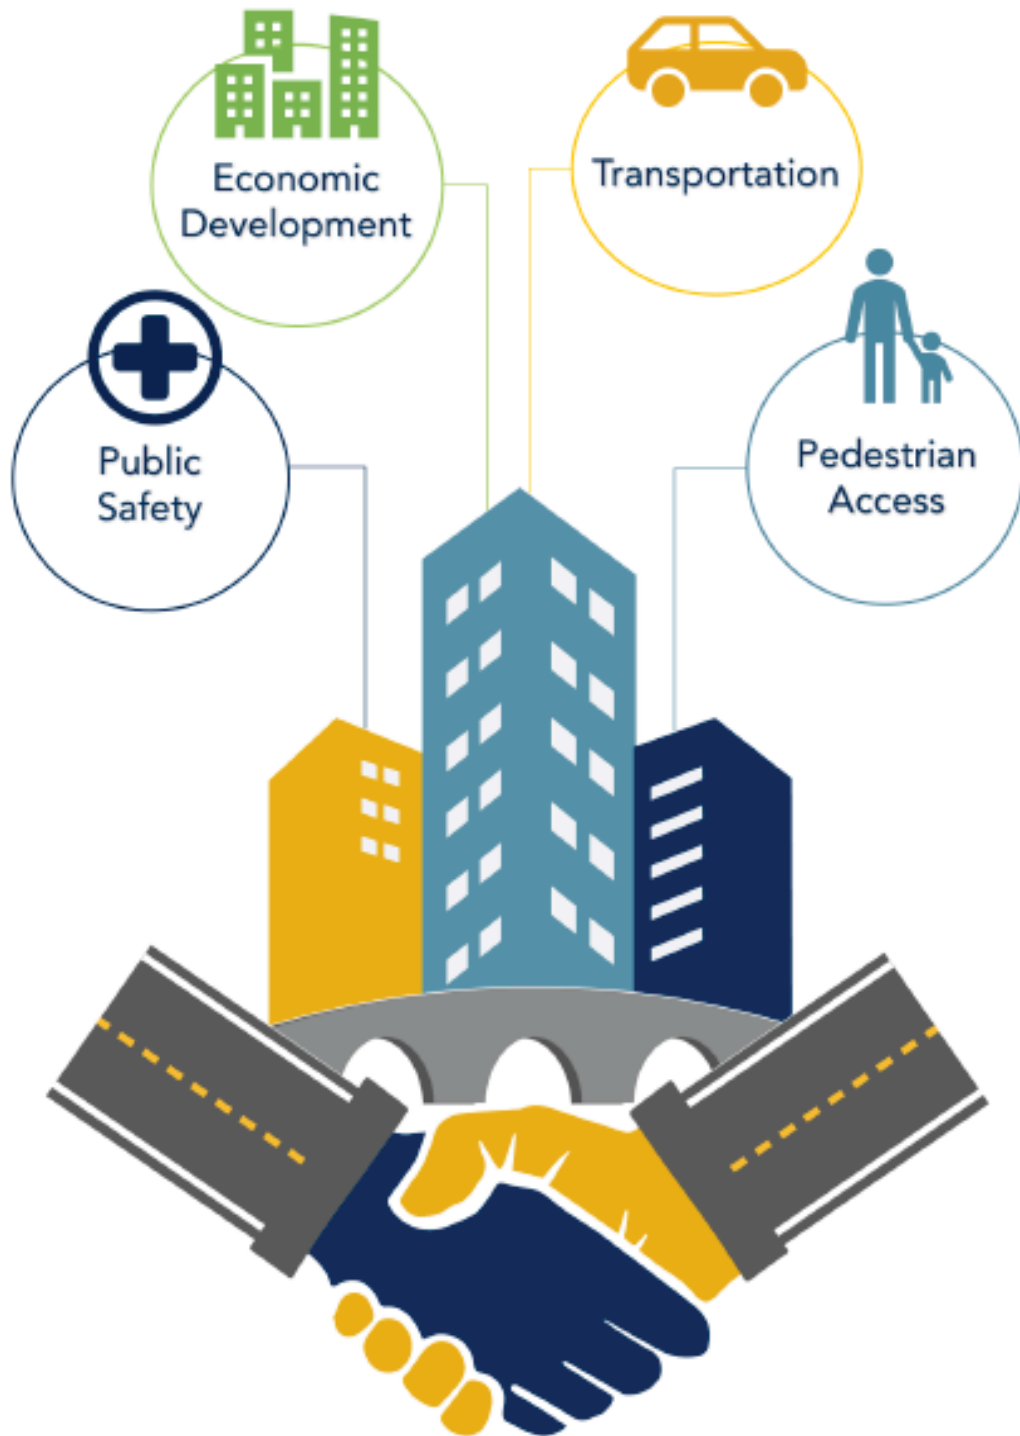 Economic
Development
Transportation
Public
Safety
Pedestrian
Access